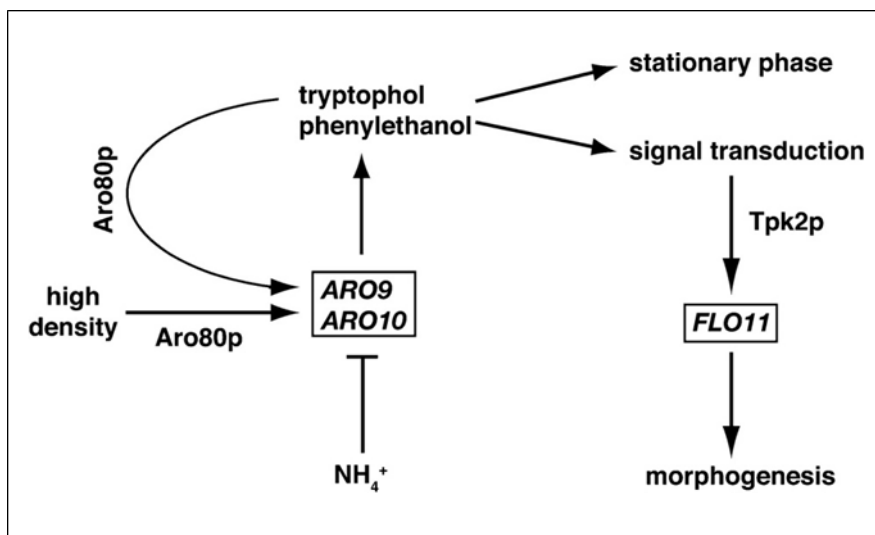 stationary phase
tryptophol
phenylethanol
signal transduction
Aro80p
Tpk2p
high
density
Aro80p
ARO9
ARO10
FLO11
NH₄⁺
morphogenesis